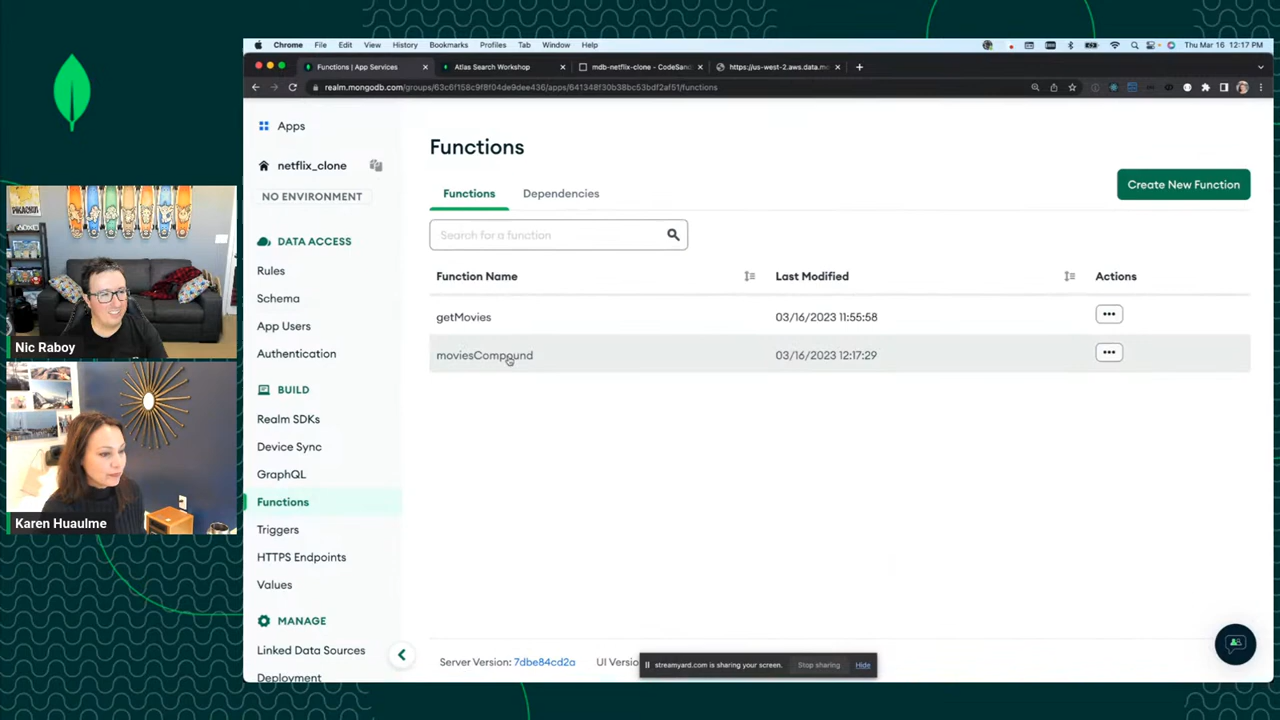 Chrome File Edit View History Bookmarks Profiles Tab Window Help
Thu Mar 16 12:17 PM
Functions | App Services
Atlas Search Workshop
mdb-netflix-clone - CodeSan
https://us-west-2.aws.data.m
realm.mongodb.com/groups/63c6f158c9f8f04de9dee436/apps/641348f30b38bc53bdf2af51/functions
Apps
netflix_clone
NO ENVIRONMENT
DATA ACCESS
Rules
Schema
App Users
Authentication
BUILD
Realm SDKs
Device Sync
GraphQL
Functions
Triggers
HTTPS Endpoints
Values
MANAGE
Linked Data Sources
Deployment
Functions
Functions Dependencies
Create New Function
Search for a function
Function Name Last Modified Actions
getMovies 03/16/2023 11:55:58
moviesCompound 03/16/2023 12:17:29
Server Version: 7dbe84cd2a UI Versio
streamyard.com is sharing your screen. Stop sharing Hide
Nic Raboy
Karen Huaulme